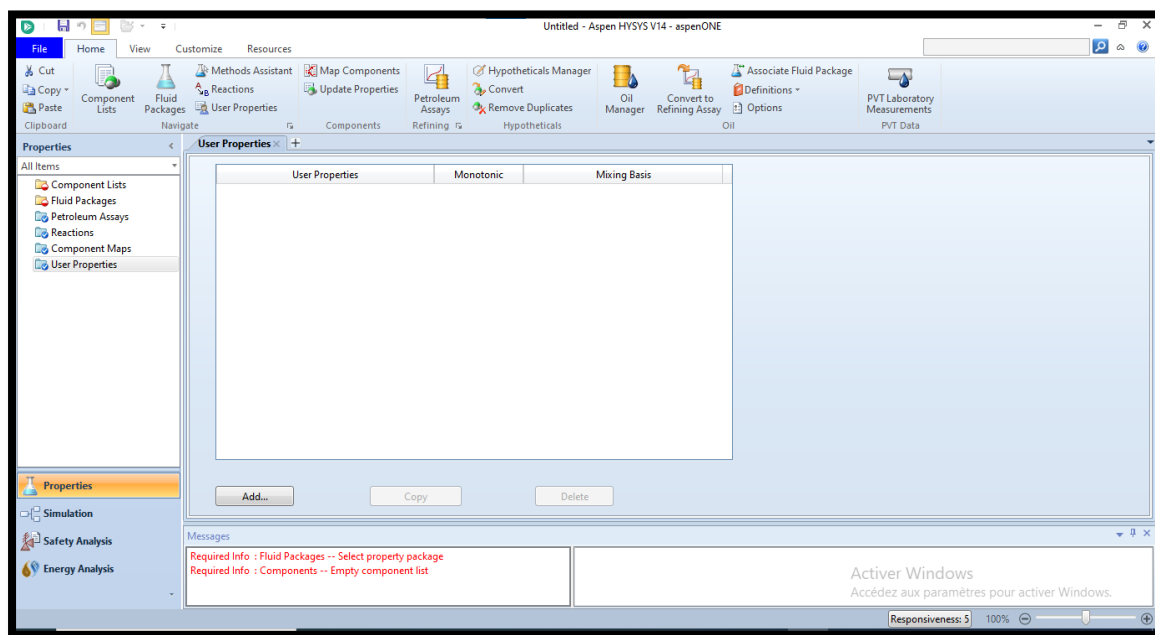 Untitled - Aspen HYSYS V14 - aspenONE
File Home View Customize Resources
Cut
Copy
Paste
Clipboard
Component Lists
Fluid Packages
Navigate
Methods Assistant
Reactions
User Properties
Map Components
Update Properties
Components
Petroleum Assays
Refining
Hypotheticals Manager
Convert
Remove Duplicates
Hypotheticals
Oil Manager
Convert to Refining Assay
Associate Fluid Package
Definitions
Options
Oil
PVT Laboratory Measurements
PVT Data
Properties
All Items
Component Lists
Fluid Packages
Petroleum Assays
Reactions
Component Maps
User Properties
Properties
Simulation
Safety Analysis
Energy Analysis
User Properties
User Properties Monotonic Mixing Basis
Add... Copy Delete
Messages
Required Info : Fluid Packages -- Select property package
Required Info : Components -- Empty component list
Activer Windows
Accédez aux paramètres pour activer Windows.
Responsiveness: 5 100%